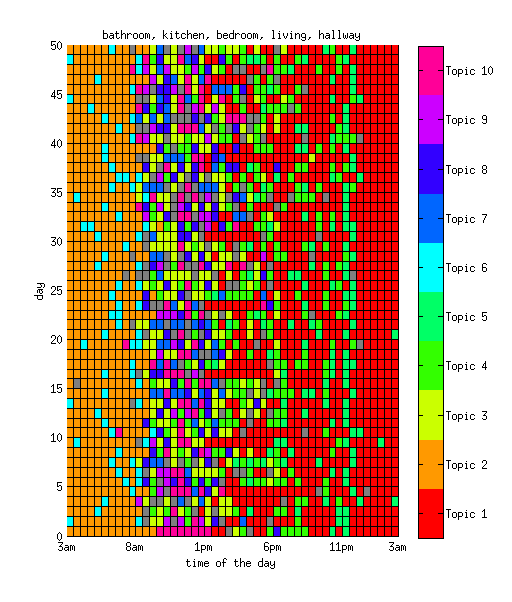 bathroom, kitchen, bedroom, living, hallway
50
45
40
35
30
25
20
15
10
5
0
day
3am 8am 1pm 6pm 11pm 3am
time of the day
Topic 10
Topic 9
Topic 8
Topic 7
Topic 6
Topic 5
Topic 4
Topic 3
Topic 2
Topic 1